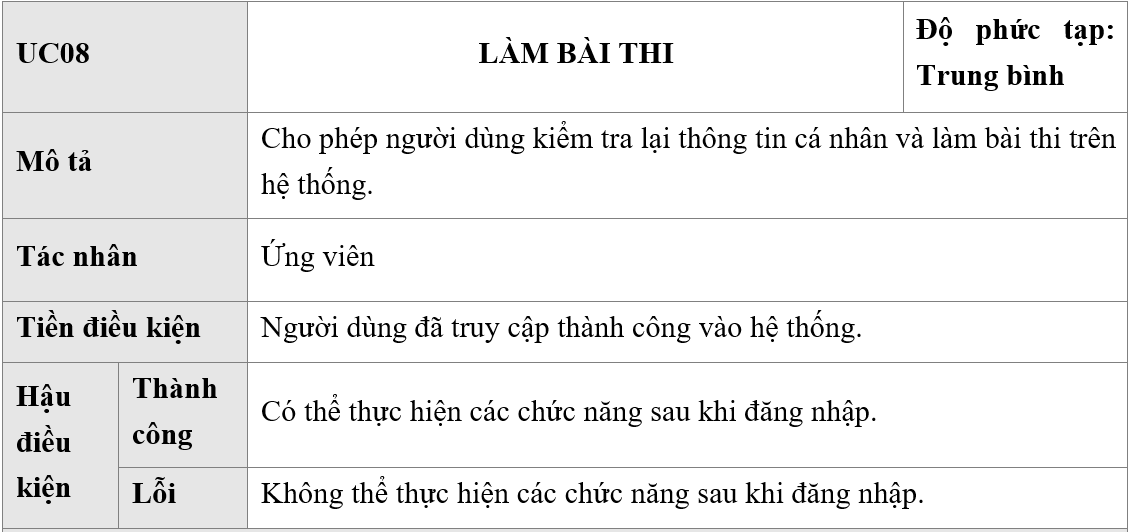 UC08
LÀM BÀI THI
Độ phức tạp:
Trung bình
Mô tả
Cho phép người dùng kiểm tra lại thông tin cá nhân và làm bài thi trên
hệ thống.
Tác nhân
Ứng viên
Tiền điều kiện
Người dùng đã truy cập thành công vào hệ thống.
Hậu
điều
kiện
Thành
công
Có thể thực hiện các chức năng sau khi đăng nhập.
Lỗi
Không thể thực hiện các chức năng sau khi đăng nhập.